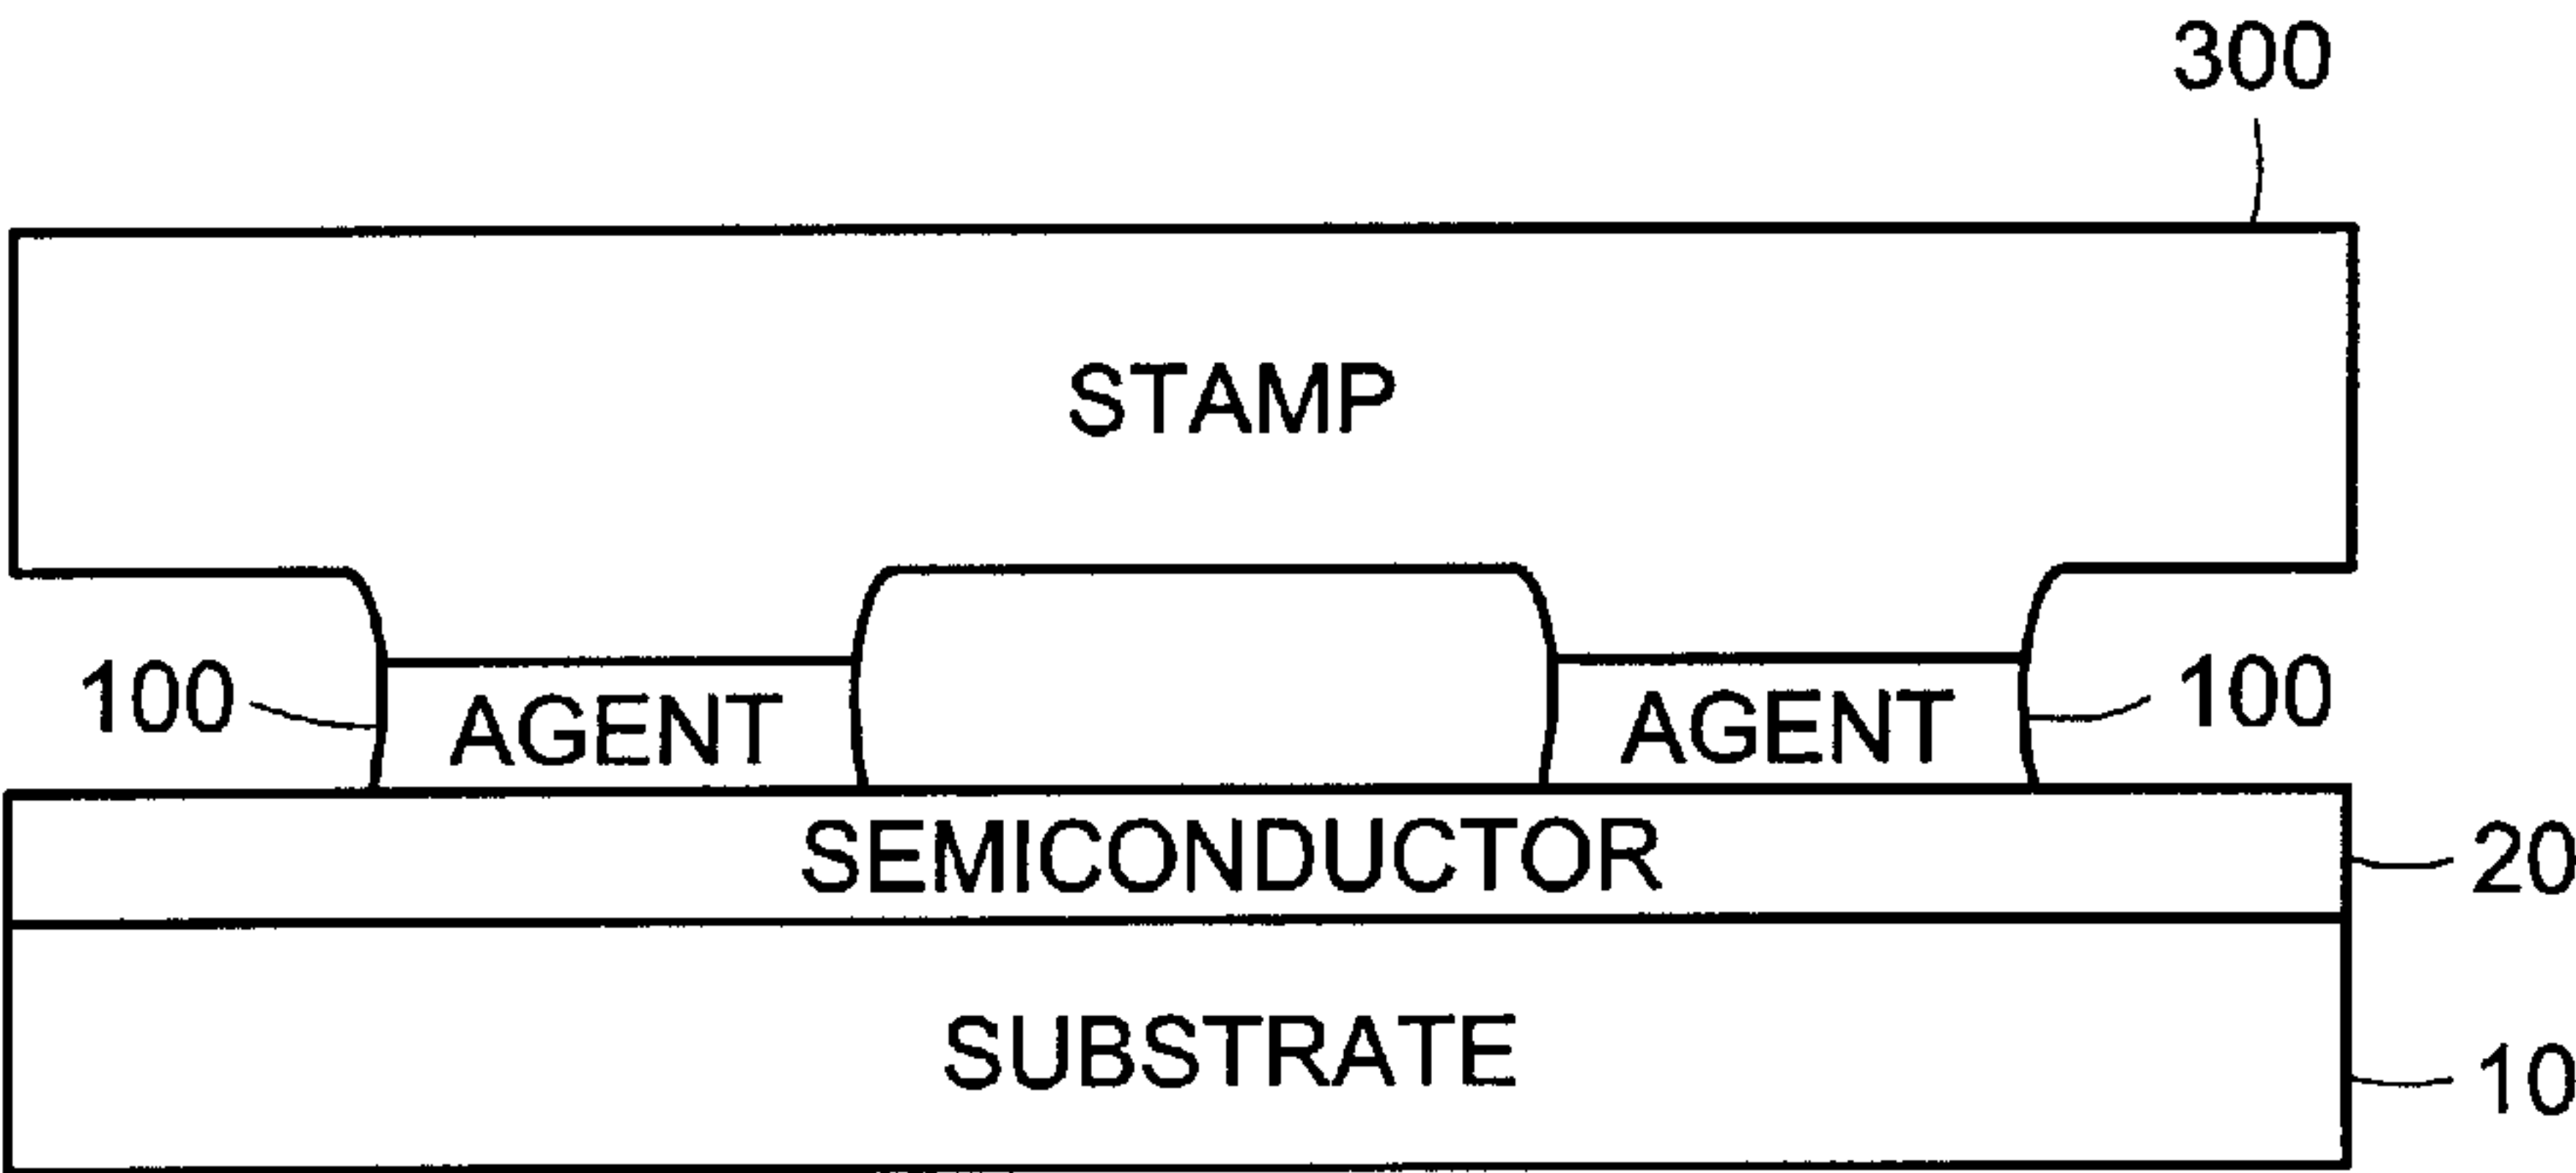 300
STAMP
100 AGENT AGENT 100
SEMICONDUCTOR 20
SUBSTRATE 10